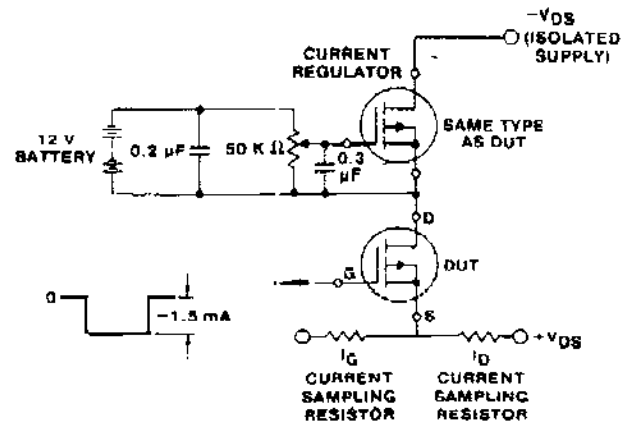 −VDS
(ISOLATED
SUPPLY)
CURRENT
REGULATOR
SAME TYPE
AS DUT
12 V
BATTERY
0.2 μF
50 K Ω
0.3
μF
D
DUT
G
0
−1.5 mA
S
+VDS
IG
CURRENT
SAMPLING
RESISTOR
ID
CURRENT
SAMPLING
RESISTOR